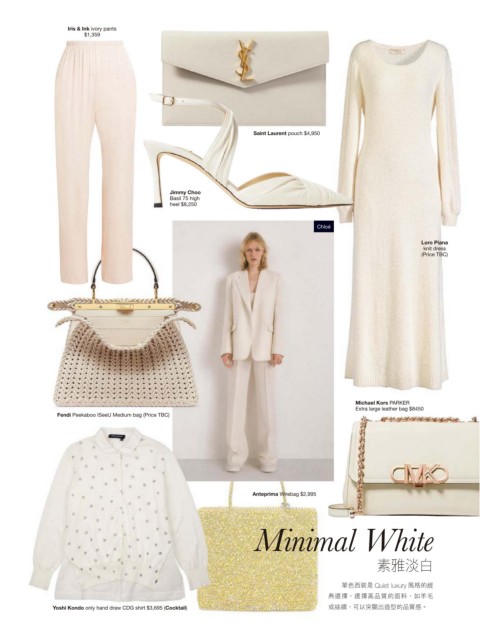 Iris & Ink ivory pants
$1,359
Saint Laurent pouch $4,950
Jimmy Choo
Basil 75 high
heel $8,250
Chloé
Loro Piana
knit dress
(Price TBC)
Fendi Peekaboo ISeeU Medium bag (Price TBC)
Michael Kors PARKER
Extra large leather bag $8450
MK
Anteprima Wirebag $2,995
Minimal White
素雅淡白
單色西裝是 Quiet luxury 風格的經
典選擇，選擇高品質的面料，如羊毛
或絲綢，可以突顯出造型的品質感。
Yoshi Kondo only hand draw CDG shirt $3,695 (Cocktail)